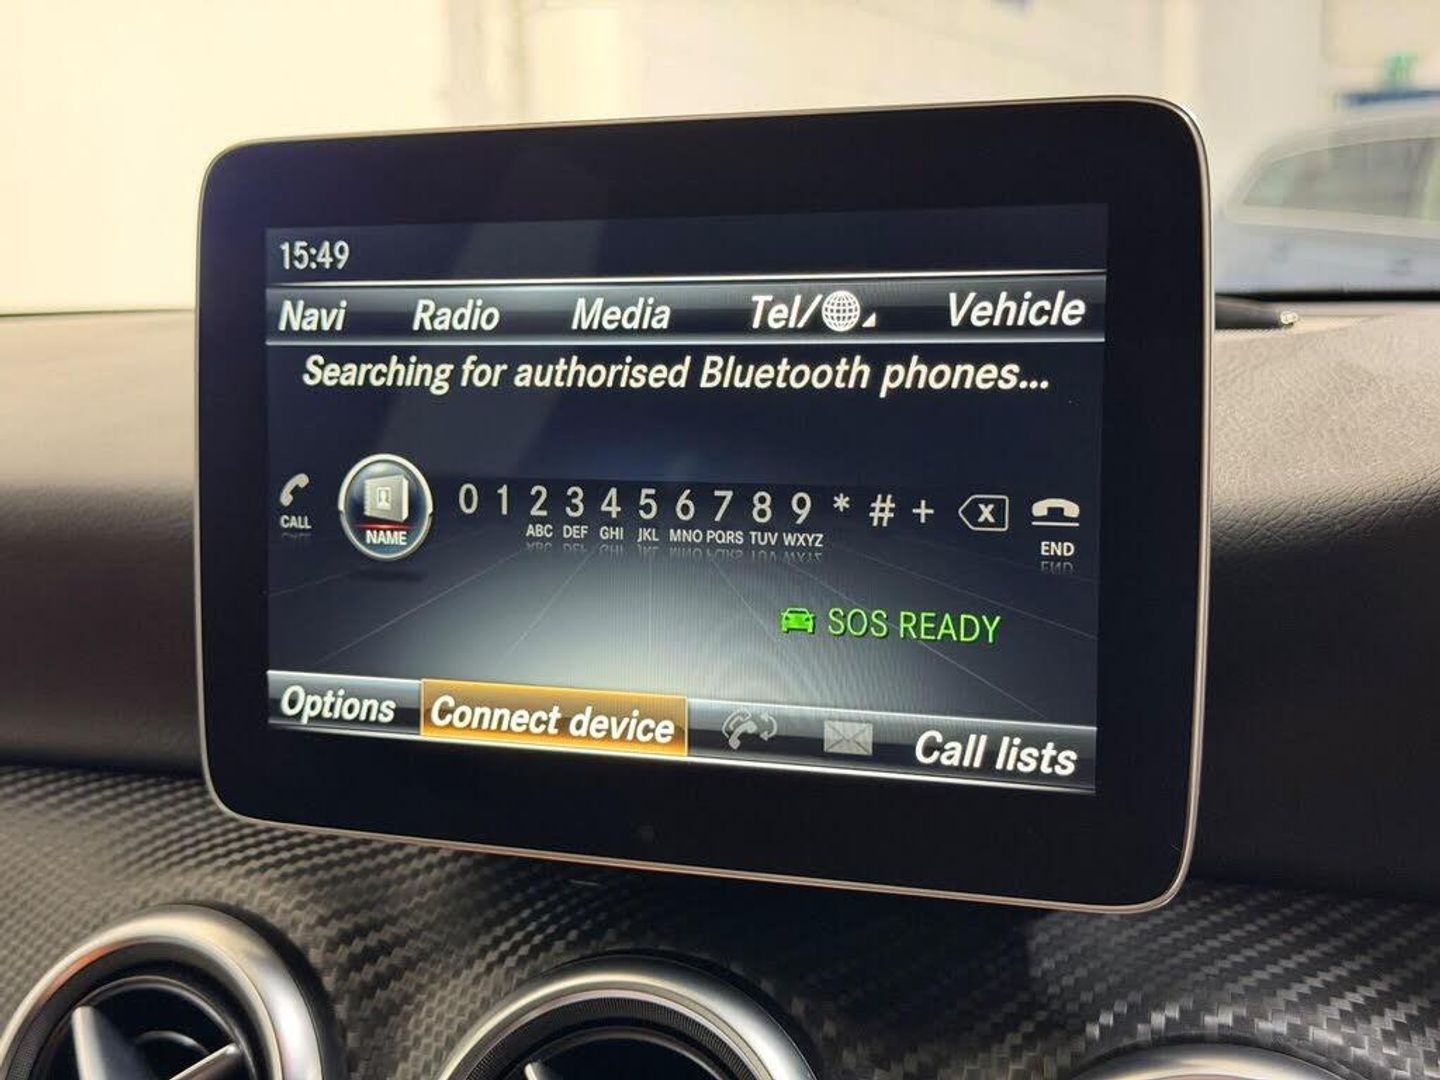 15:49
Navi Radio Media Tel/ Vehicle
Searching for authorised Bluetooth phones...
CALL NAME 0 1 2 3 4 5 6 7 8 9 * # + X END
ABC DEF GHI JKL MNO PQRS TUV WXYZ
SOS READY
Options Connect device Call lists